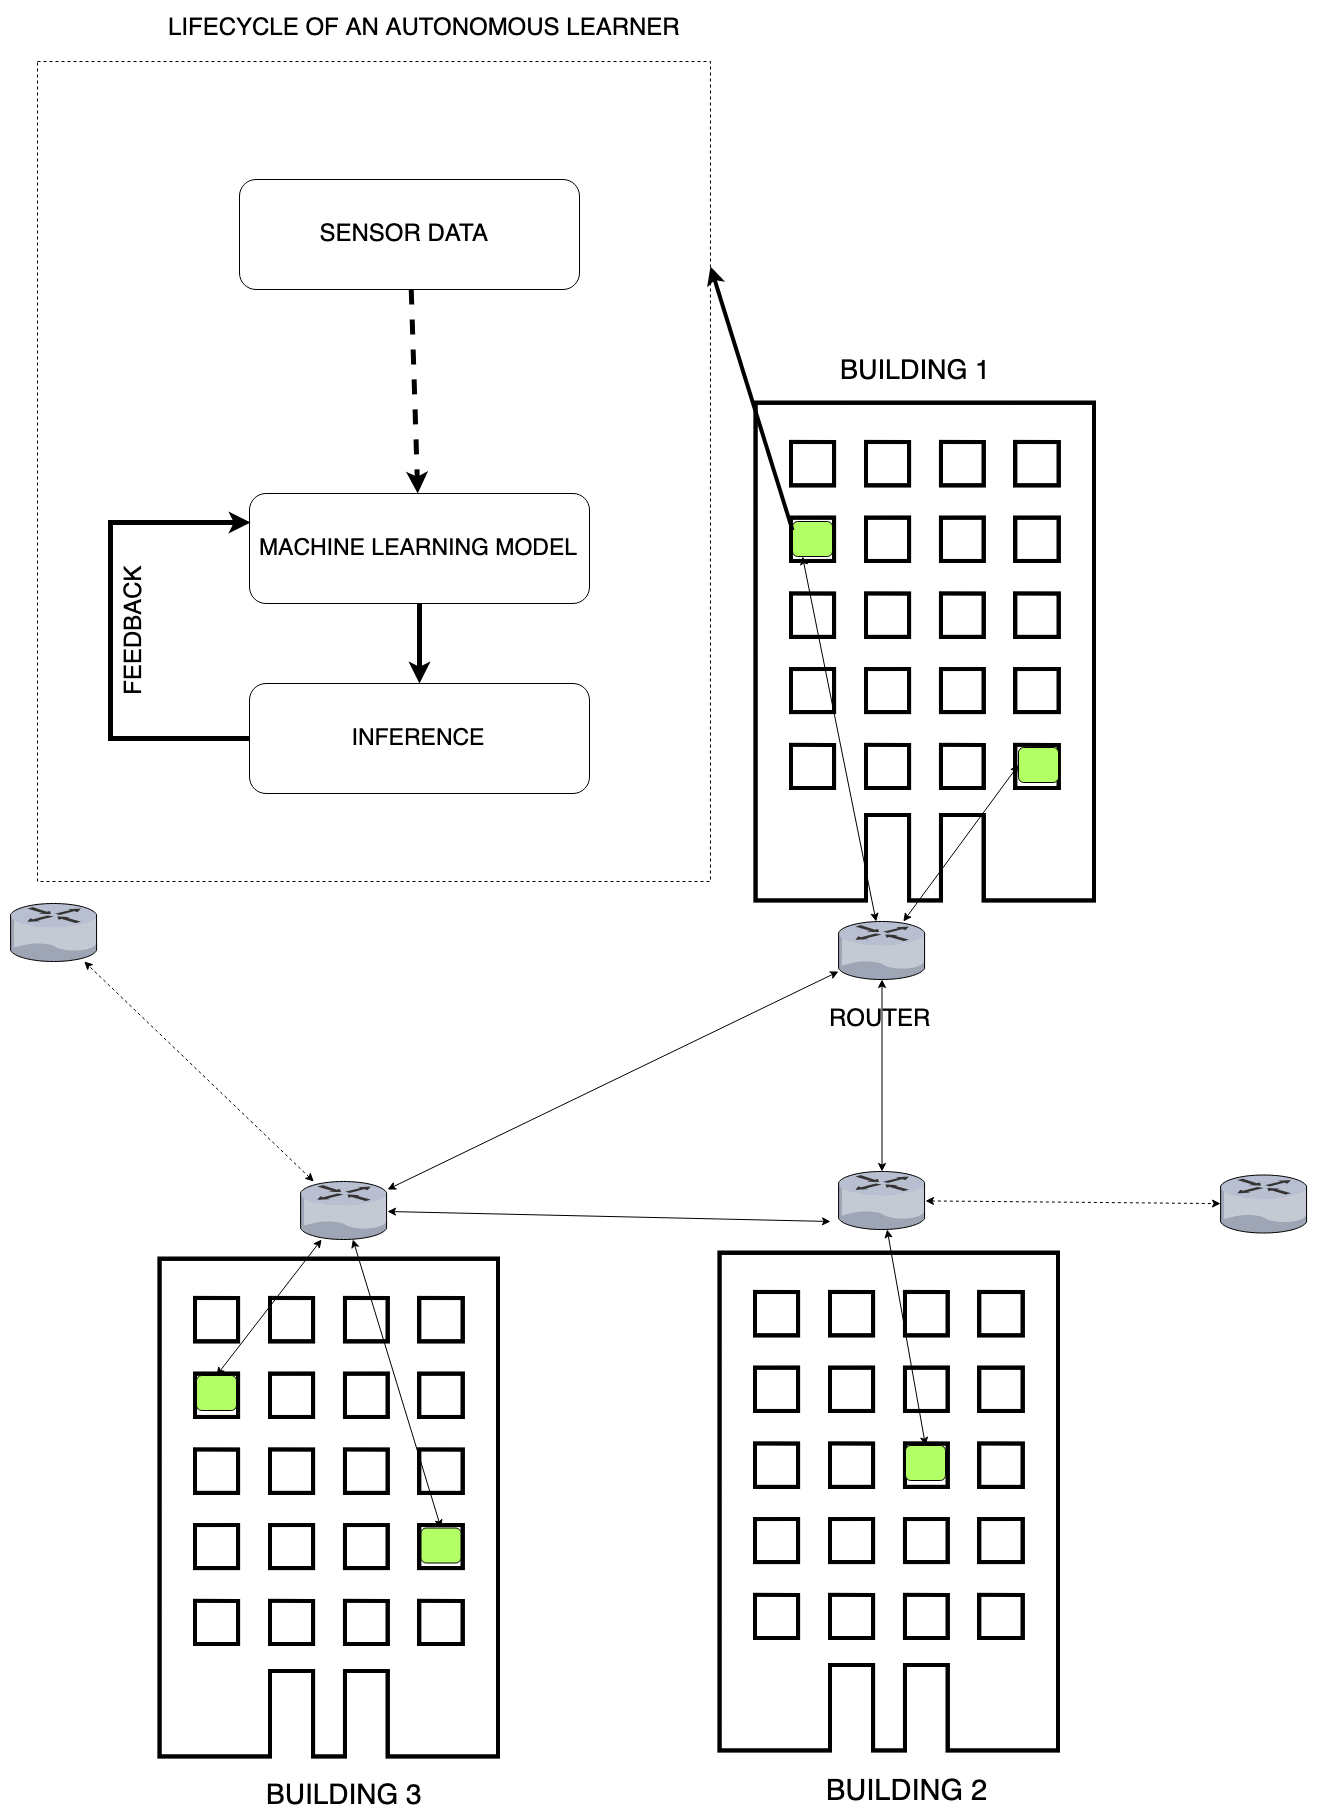 LIFECYCLE OF AN AUTONOMOUS LEARNER
SENSOR DATA
MACHINE LEARNING MODEL
FEEDBACK
INFERENCE
BUILDING 1
ROUTER
BUILDING 3
BUILDING 2